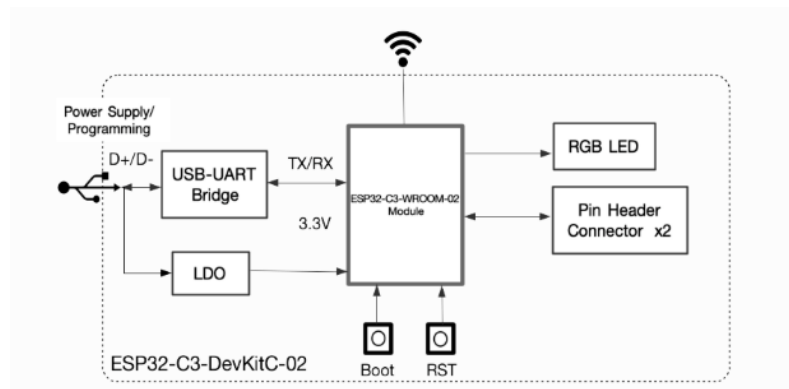 Power Supply/
Programming
D+/D-
USB-UART
Bridge
TX/RX
3.3V
LDO
ESP32-C3-WROOM-02
Module
RGB LED
Pin Header
Connector x2
Boot
RST
ESP32-C3-DevKitC-02